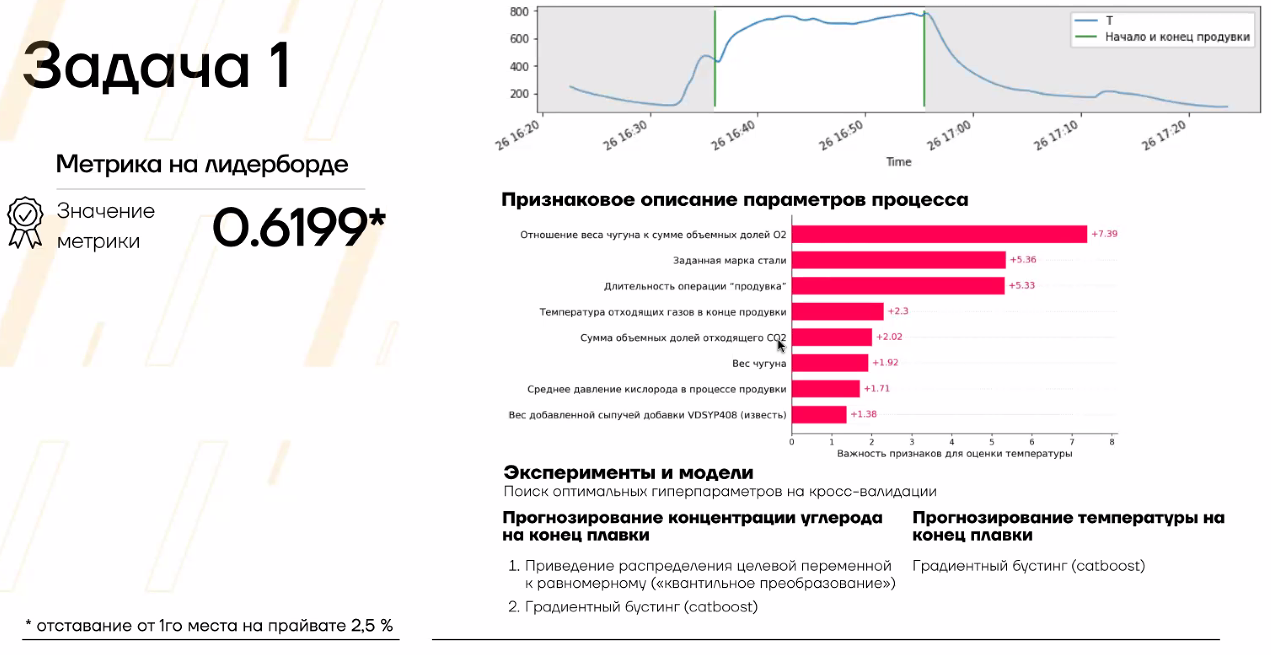 Задача 1
Метрика на лидерборде
Значение
метрики
0.6199*
* отставание от 1го места на прайвате 2,5 %
800
600
400
200
T
Начало и конец продувки
26 16:20
26 16:30
26 16:40
26 16:50
26 17:00
26 17:10
26 17:20
Time
Признаковое описание параметров процесса
Отношение веса чугуна к сумме объемных долей O2
+7.39
Заданная марка стали
+5.36
Длительность операции "продувка"
+5.33
Температура отходящих газов в конце продувки
+2.3
Сумма объемных долей отходящего CO2
+2.02
Вес чугуна
+1.92
Среднее давление кислорода в процессе продувки
+1.71
Вес добавленной сыпучей добавки VDSYP408 (известь)
+1.38
0 1 2 3 4 5 6 7 8
Важность признаков для оценки температуры
Эксперименты и модели
Поиск оптимальных гиперпараметров на кросс-валидации
Прогнозирование концентрации углерода
на конец плавки
1. Приведение распределения целевой переменной
к равномерному («квантильное преобразование»)
2. Градиентный бустинг (catboost)
Прогнозирование температуры на
конец плавки
Градиентный бустинг (catboost)